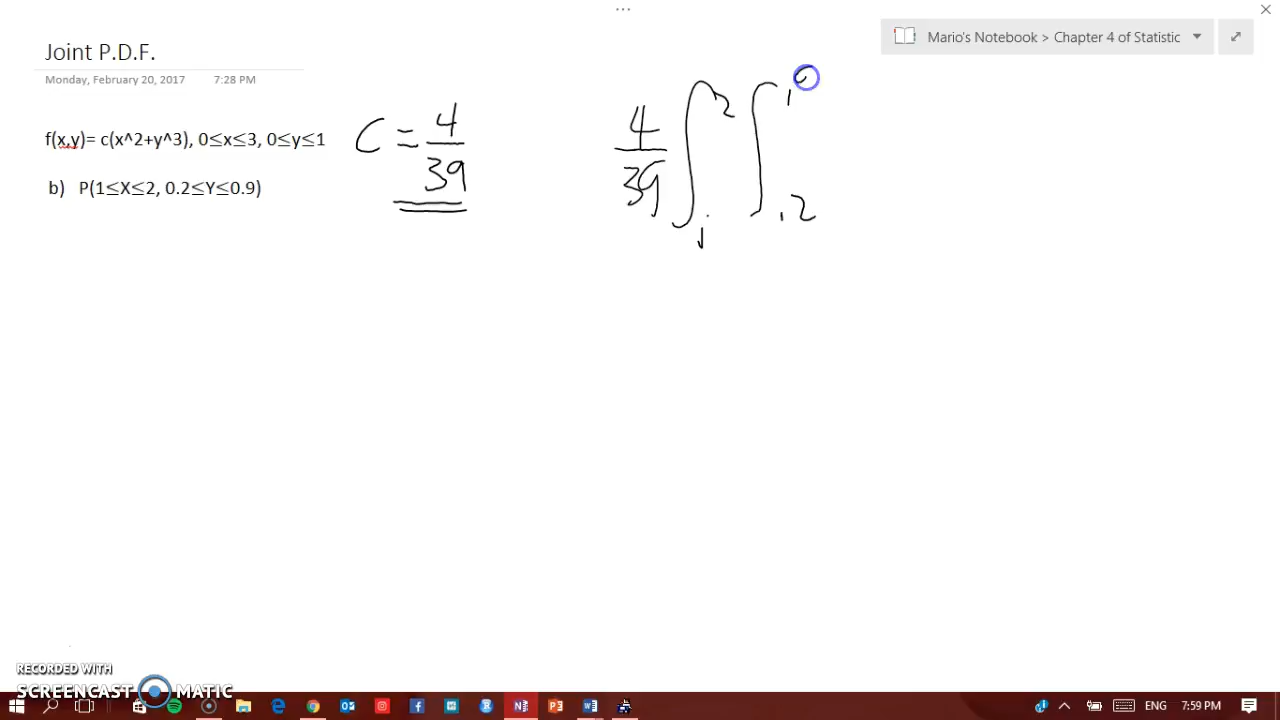 Mario's Notebook > Chapter 4 of Statistic
Joint P.D.F.
Monday, February 20, 2017 7:28 PM
f(x,y)= c(x^2+y^3), 0≤x≤3, 0≤y≤1
b) P(1≤X≤2, 0.2≤Y≤0.9)
C = 4/39
4/39 ∫ 2 1 ∫ .2
RECORDED WITH
SCREENCAST MATIC
ENG 7:59 PM